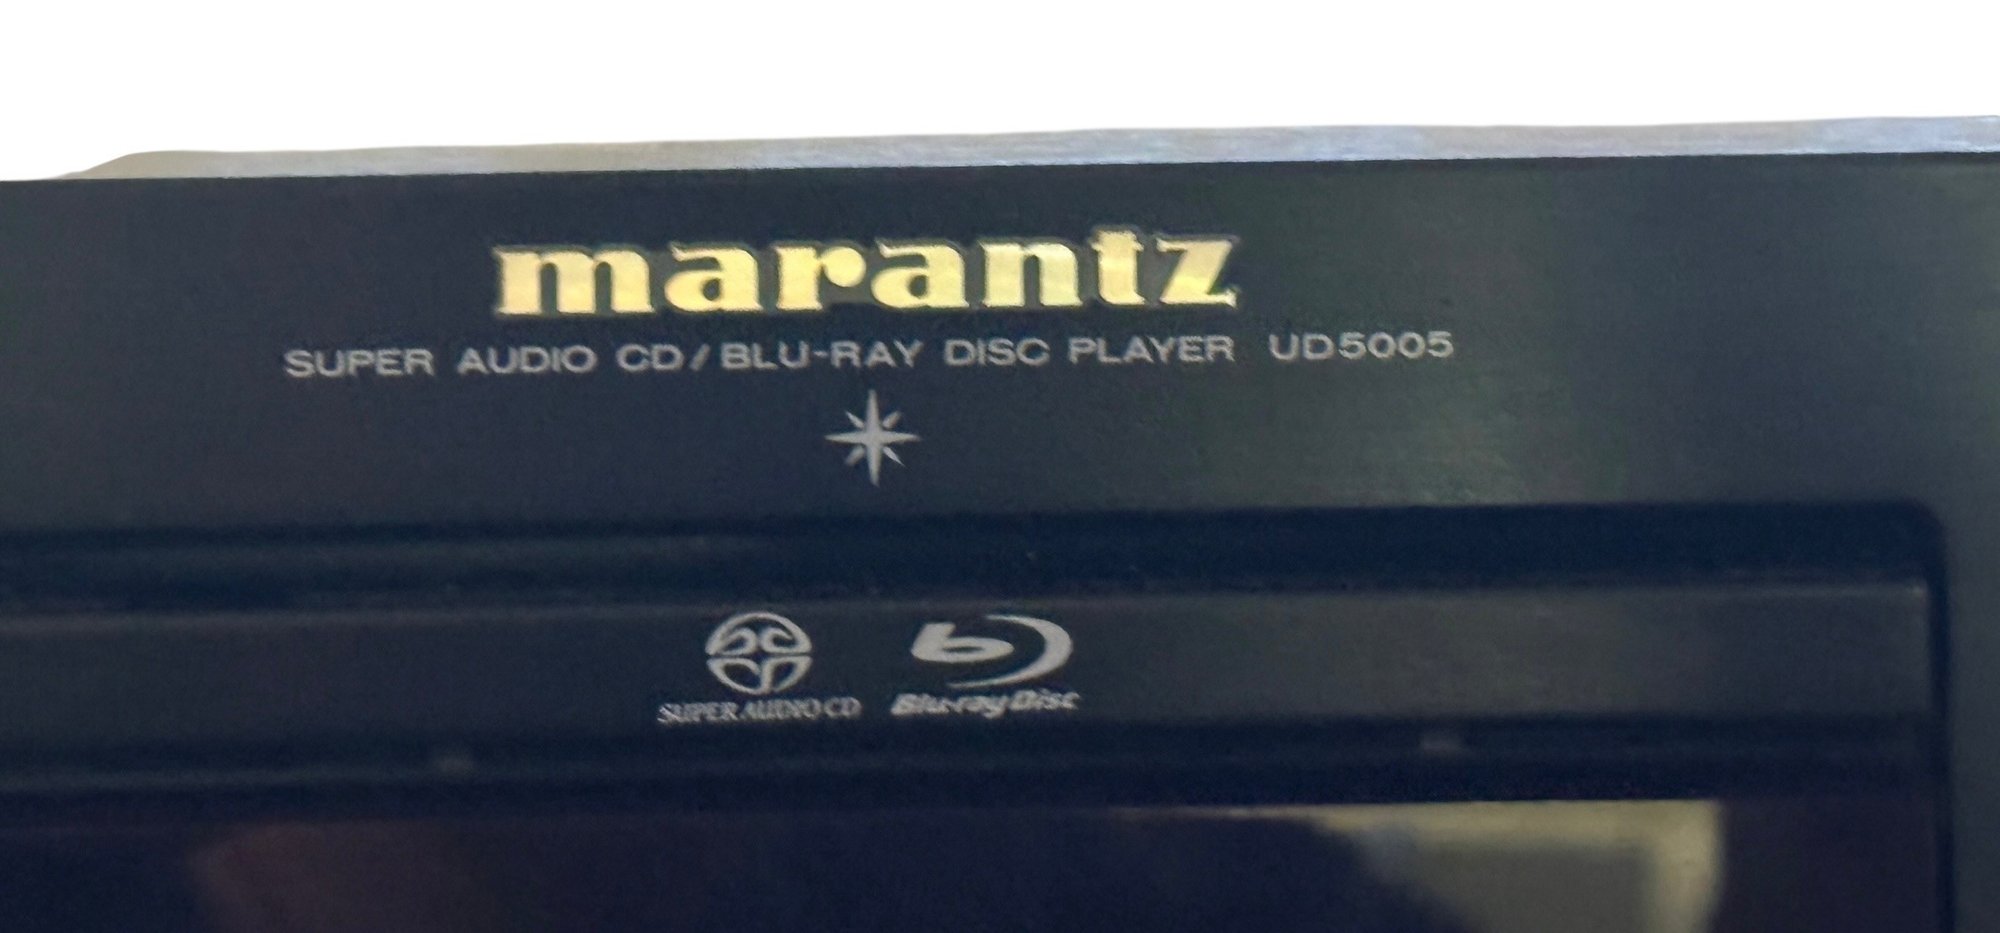 marantz
SUPER AUDIO CD/BLU-RAY DISC PLAYER UD5005
SUPER AUDIO CD
Blu-ray Disc